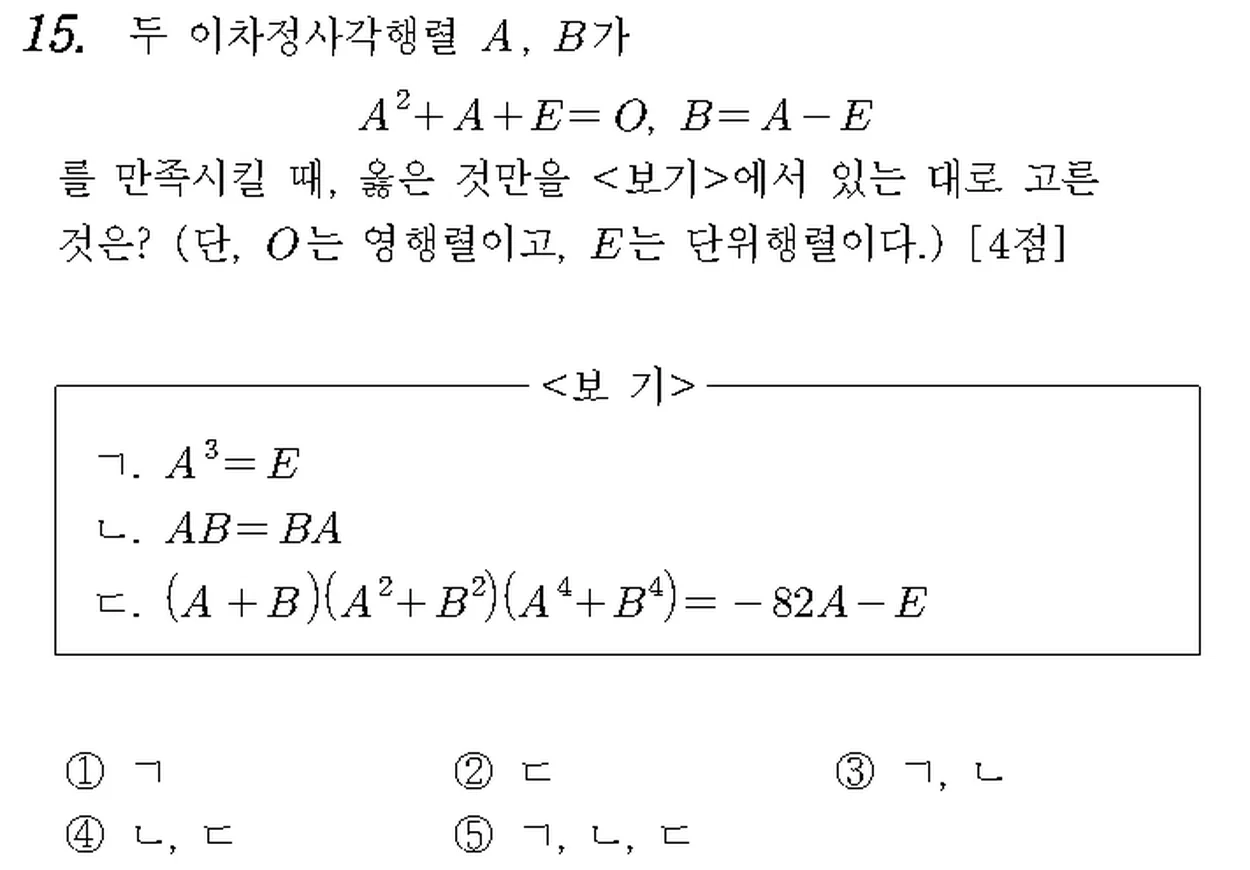 15. 두 이차정사각행렬 A, B가
A²+A+E=O, B=A−E
를 만족시킬 때, 옳은 것만을 <보기>에서 있는 대로 고른
것은? (단, O는 영행렬이고, E는 단위행렬이다.) [4점]
<보 기>
ㄱ. A³=E
ㄴ. AB=BA
ㄷ. (A+B)(A²+B²)(A⁴+B⁴)=−82A−E
① ㄱ ② ㄷ ③ ㄱ, ㄴ
④ ㄴ, ㄷ ⑤ ㄱ, ㄴ, ㄷ